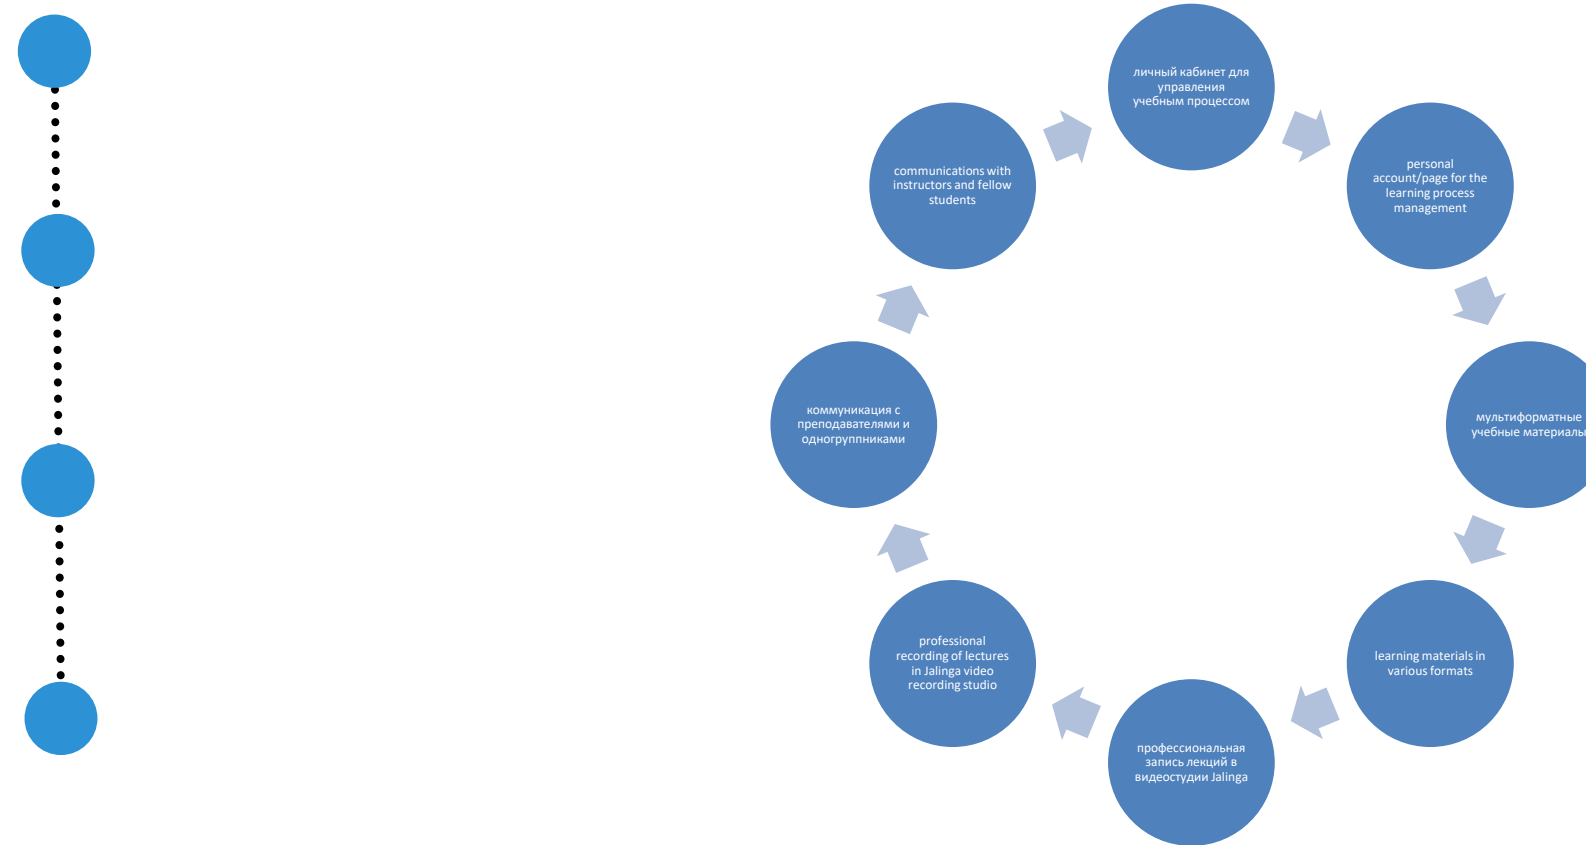 личный кабинет для
управления
учебным процессом
personal
account/page for the
learning process
management
мультиформатные
учебные материалы
learning materials in
various formats
профессиональная
запись лекций в
видеостудии Jalinga
professional
recording of lectures
in Jalinga video
recording studio
коммуникация с
преподавателями и
одногруппниками
communications with
instructors and fellow
students